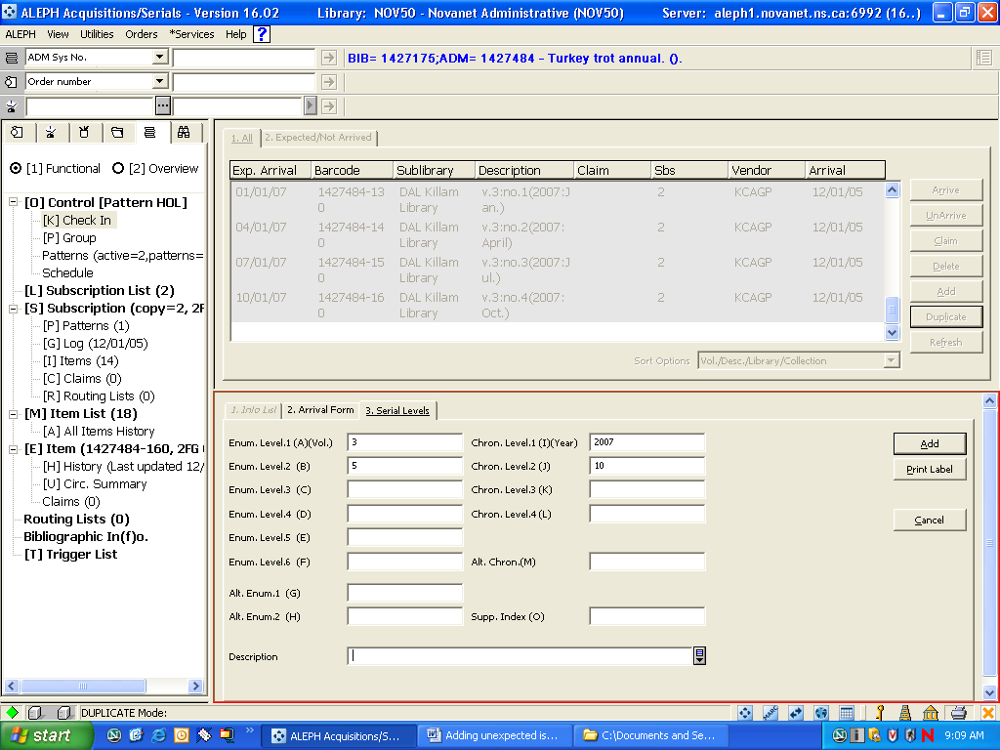 ALEPH Acquisitions/Serials - Version 16.02 Library: NOV50 - Novanet Administrative (NOV50) Server: aleph1.novanet.ns.ca:6992 (16..)
ALEPH View Utilities Orders *Services Help ?
ADM Sys No. BIB= 1427175;ADM= 1427484 - Turkey trot annual. ().
Order number
...
[1] Functional [2] Overview
[O] Control [Pattern HOL]
[K] Check In
[P] Group
Patterns (active=2,patterns=
Schedule
[L] Subscription List (2)
[S] Subscription (copy=2, 2F
[P] Patterns (1)
[G] Log (12/01/05)
[I] Items (14)
[C] Claims (0)
[R] Routing Lists (0)
[M] Item List (18)
[A] All Items History
[E] Item (1427484-160, 2FG
[H] History (Last updated 12/
[U] Circ. Summary
Claims (0)
Routing Lists (0)
Bibliographic In(f)o.
[T] Trigger List
1. All 2. Expected/Not Arrived
Exp. Arrival Barcode Sublibrary Description Claim Sbs Vendor Arrival
01/01/07 1427484-13 DAL Killam v.3:no.1(2007:J 2 KCAGP 12/01/05
0 Library an.)
04/01/07 1427484-14 DAL Killam v.3:no.2(2007: 2 KCAGP 12/01/05
0 Library April)
07/01/07 1427484-15 DAL Killam v.3:no.3(2007:J 2 KCAGP 12/01/05
0 Library ul.)
10/01/07 1427484-16 DAL Killam v.3:no.4(2007: 2 KCAGP 12/01/05
0 Library Oct.)
Arrive
UnArrive
Claim
Delete
Add
Duplicate
Refresh
Sort Options Vol./Desc./Library/Collection
1. Info List 2. Arrival Form 3. Serial Levels
Enum. Level.1 (A)(Vol.) 3 Chron. Level.1 (I)(Year) 2007
Enum. Level.2 (B) 5 Chron. Level.2 (J) 10
Enum. Level.3 (C) Chron. Level.3 (K)
Enum. Level.4 (D) Chron. Level.4 (L)
Enum. Level.5 (E)
Enum. Level.6 (F) Alt. Chron.(M)
Alt. Enum.1 (G)
Alt. Enum.2 (H) Supp. Index (O)
Description
Add
Print Label
Cancel
DUPLICATE Mode:
start ALEPH Acquisitions/S... Adding unexpected is... C:\Documents and Se... 9:09 AM